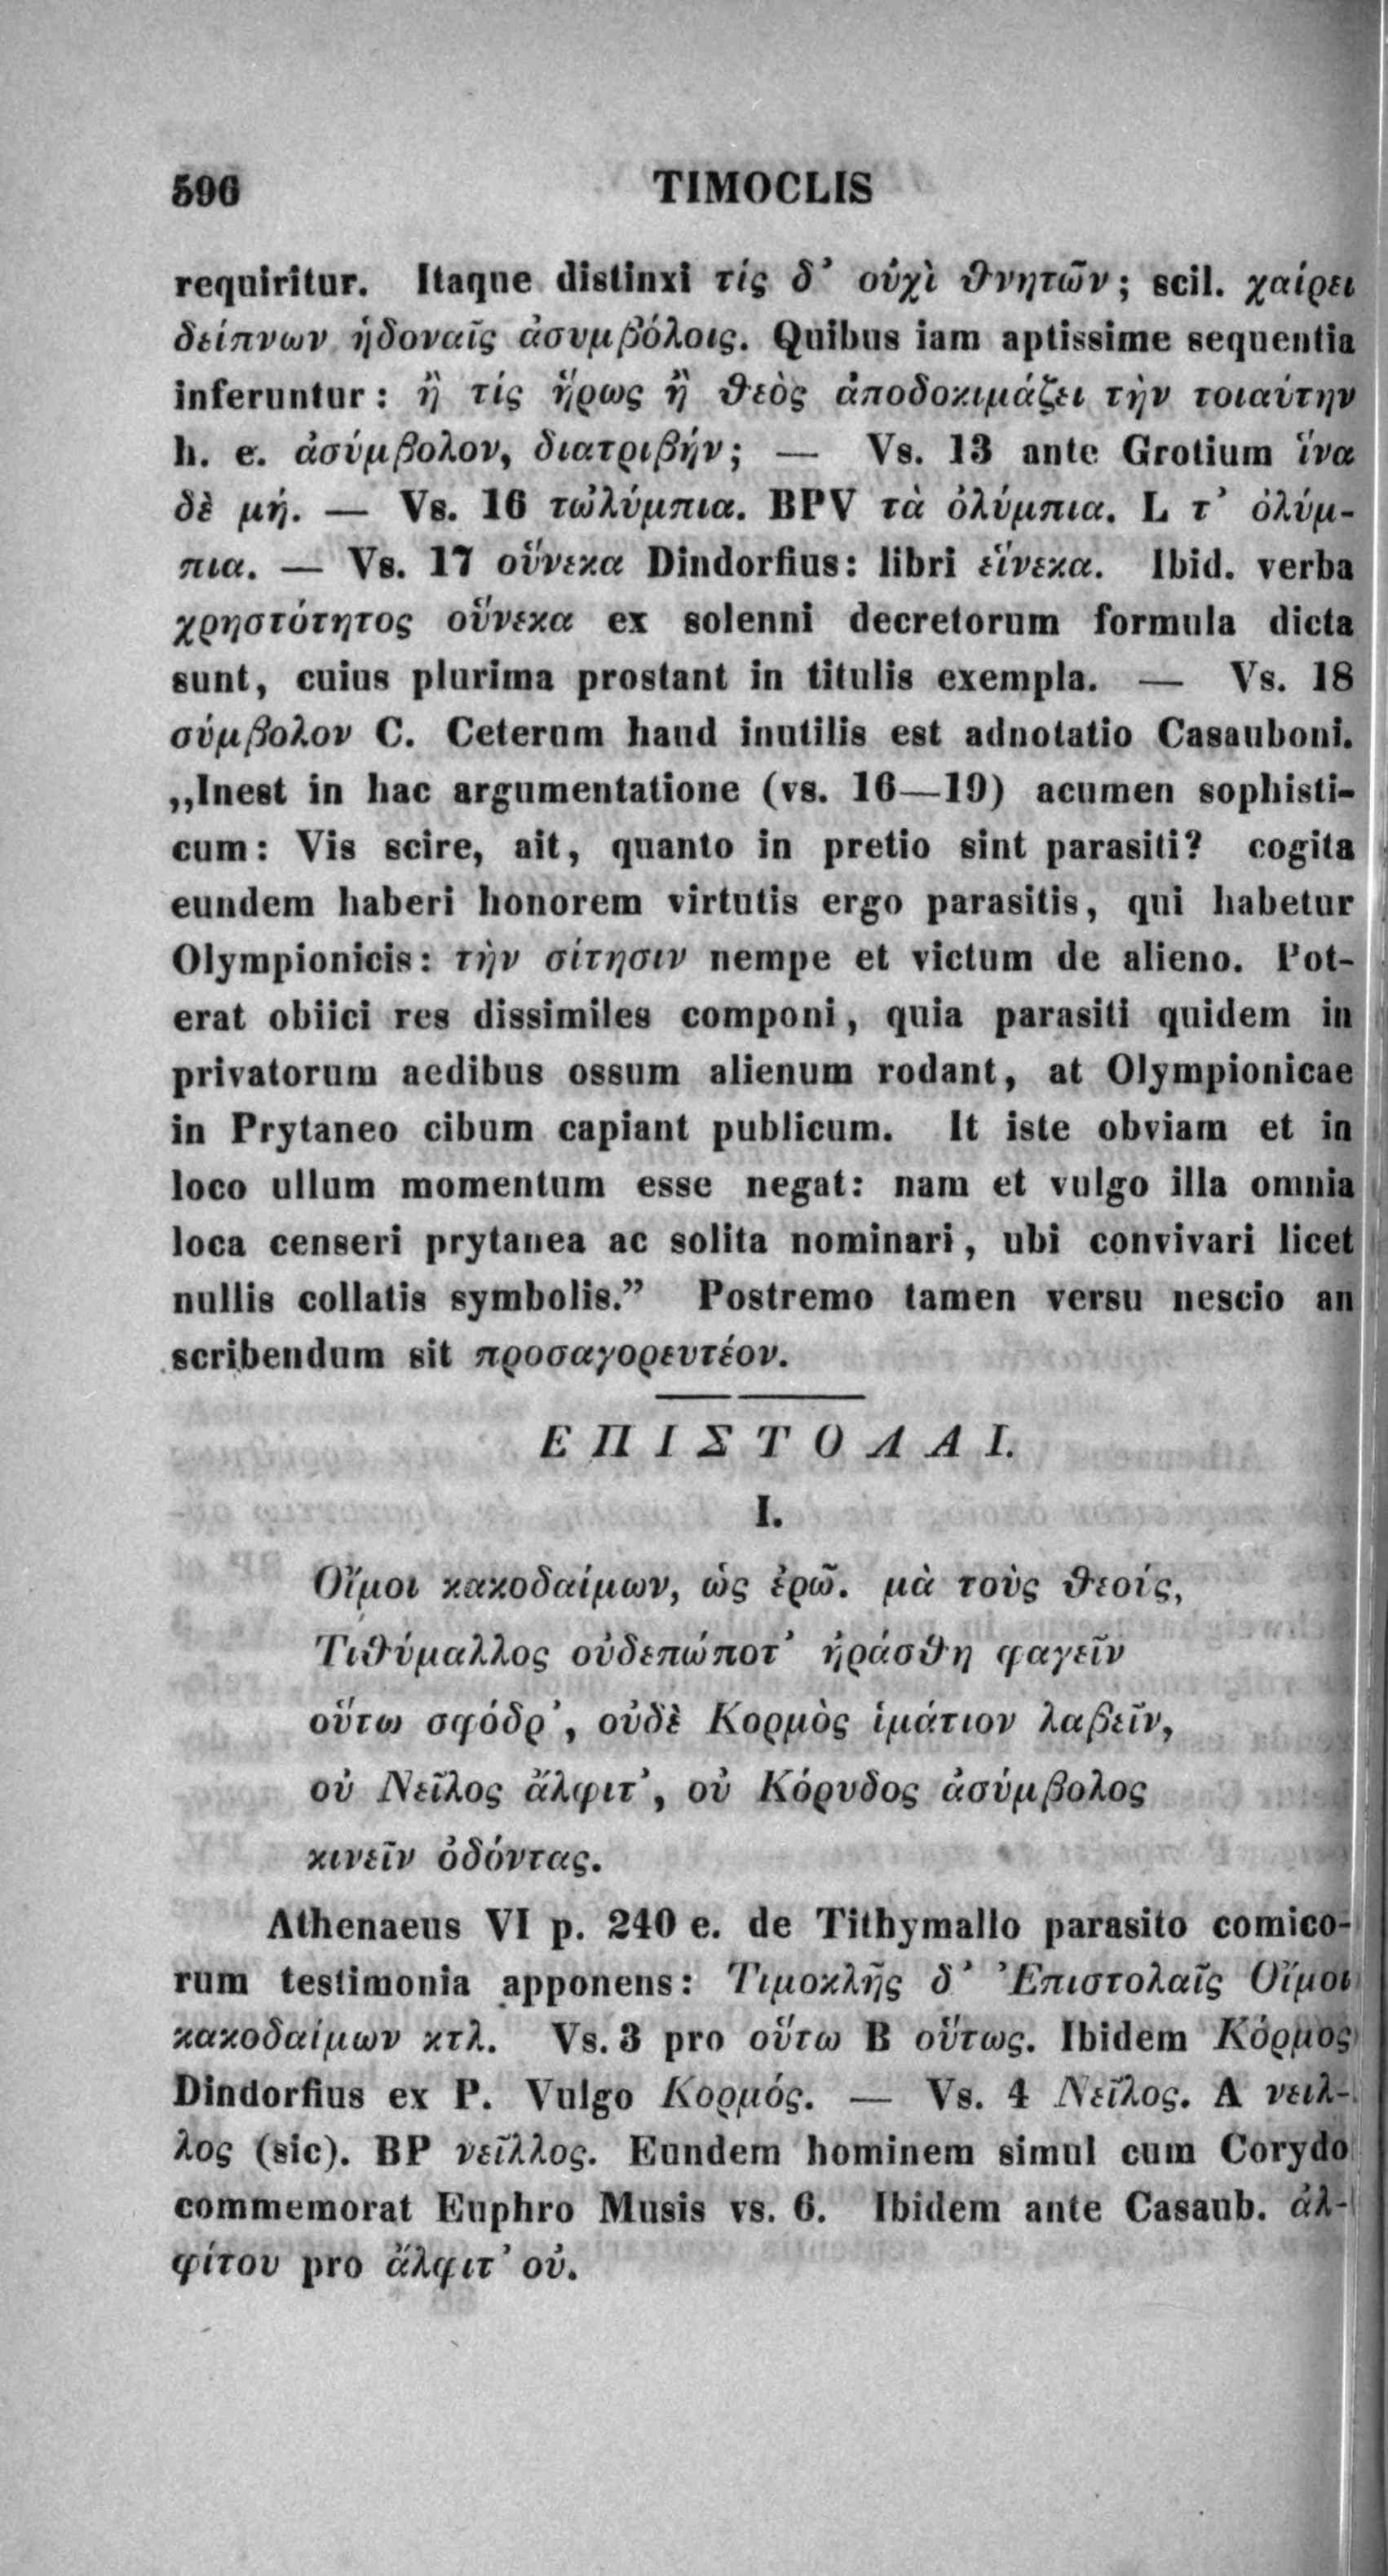 596 TIMOCLIS
requiritur. Itaque distinxi τίς δ’ οὐχὶ θνητῶν; scil. χαίρει
δείπνων ἡδοναῖς ἀσυμβόλοις. Quibus iam aptissime sequentia
inferuntur: ἢ τίς ἥρως ἢ θεὸς ἀποδοκιμάζει τὴν τοιαύτην
h. e. ἀσύμβολον, διατριβήν; — Vs. 13 ante Grotium ἵνα
δὲ μή. — Vs. 16 τὠλύμπια. BPV τὰ ὀλύμπια. L τ’ ὀλύμ-
πια. — Vs. 17 οὕνεκα Dindorfius: libri εἵνεκα. Ibid. verba
χρηστότητος οὕνεκα ex solenni decretorum formula dicta
sunt, cuius plurima prostant in titulis exempla. — Vs. 18
σύμβολον C. Ceterum haud inutilis est adnotatio Casauboni.
„Inest in hac argumentatione (vs. 16—19) acumen sophisti-
cum: Vis scire, ait, quanto in pretio sint parasiti? cogita
eundem haberi honorem virtutis ergo parasitis, qui habetur
Olympionicis: τὴν σίτησιν nempe et victum de alieno. Pot-
erat obiici res dissimiles componi, quia parasiti quidem in
privatorum aedibus ossum alienum rodant, at Olympionicae
in Prytaneo cibum capiant publicum. It iste obviam et in
loco ullum momentum esse negat: nam et vulgo illa omnia
loca censeri prytanea ac solita nominari, ubi convivari licet
nullis collatis symbolis.” Postremo tamen versu nescio an
scribendum sit προσαγορευτέον.
ΕΠΙΣΤΟΛΑΙ.
I.
Οἴμοι κακοδαίμων, ὡς ἐρῶ. μὰ τοὺς θεούς,
Τιθύμαλλος οὐδεπώποτ’ ἠράσθη φαγεῖν
οὕτω σφόδρ’, οὐδὲ Κορμὸς ἱμάτιον λαβεῖν,
οὐ Νεῖλος ἄλφιτ’, οὐ Κόρυδος ἀσύμβολος
κινεῖν ὀδόντας.
Athenaeus VI p. 240 e. de Tithymallo parasito comico-
rum testimonia apponens: Τιμοκλῆς δ’ Ἐπιστολαῖς Οἴμοι
κακοδαίμων κτλ. Vs. 3 pro οὕτω B οὕτως. Ibidem Κόρμος
Dindorfius ex P. Vulgo Κορμός. — Vs. 4 Νεῖλος. A νειλ-
λος (sic). BP νεῖλλος. Eundem hominem simul cum Corydo
commemorat Euphro Musis vs. 6. Ibidem ante Casaub. ἀλ-
φίτου pro ἄλφιτ’ οὐ.